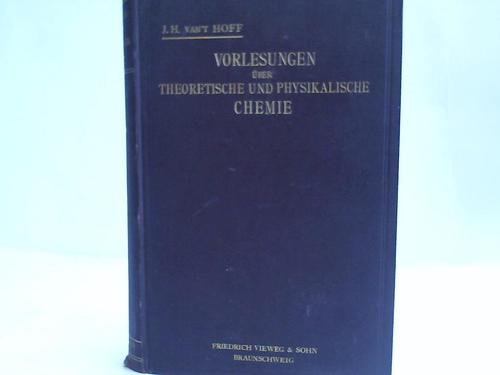 J. H. VAN'T HOFF
VORLESUNGEN
ÜBER
THEORETISCHE UND PHYSIKALISCHE
CHEMIE
FRIEDRICH VIEWEG & SOHN
BRAUNSCHWEIG